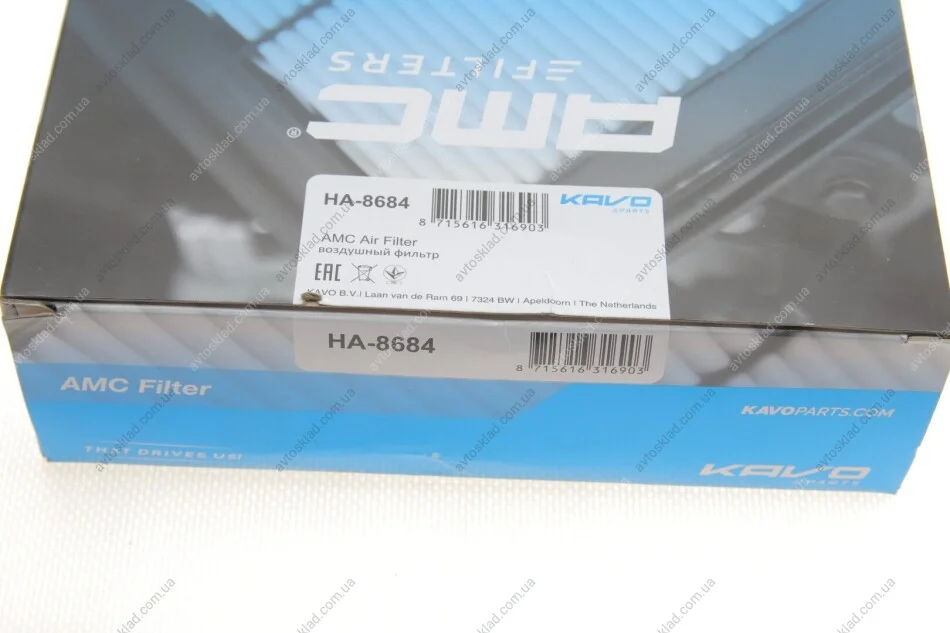 FILTERS
AMC
®
HA-8684
8 715616 316903
KAVO
PARTS
AMC Air Filter
воздушный фильтр
EAC
KAVO B.V. | Laan van de Ram 69 | 7324 BW | Apeldoorn | The Netherlands
HA-8684
8 715616 316903
AMC Filter
KAVOPARTS.COM
THAT DRIVES US!
KAVO
PARTS
avtosklad.com.ua